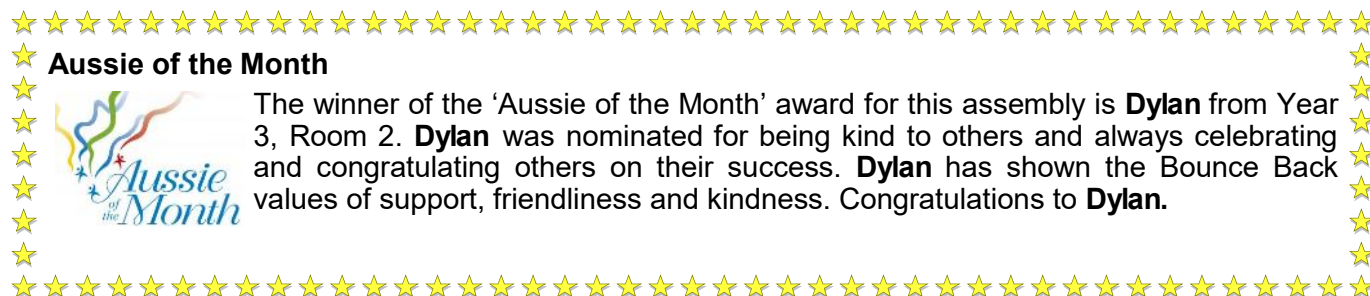 Aussie of the Month
The winner of the ‘Aussie of the Month’ award for this assembly is Dylan from Year
3, Room 2. Dylan was nominated for being kind to others and always celebrating
and congratulating others on their success. Dylan has shown the Bounce Back
values of support, friendliness and kindness. Congratulations to Dylan.
Aussie
of the
Month